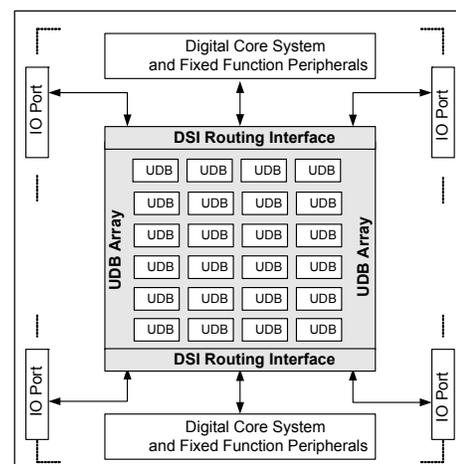 Digital Core System
and Fixed Function Peripherals
IO Port
IO Port
DSI Routing Interface
UDB Array
UDB Array
UDB UDB UDB UDB
UDB UDB UDB UDB
UDB UDB UDB UDB
UDB UDB UDB UDB
UDB UDB UDB UDB
UDB UDB UDB UDB
DSI Routing Interface
IO Port
IO Port
Digital Core System
and Fixed Function Peripherals